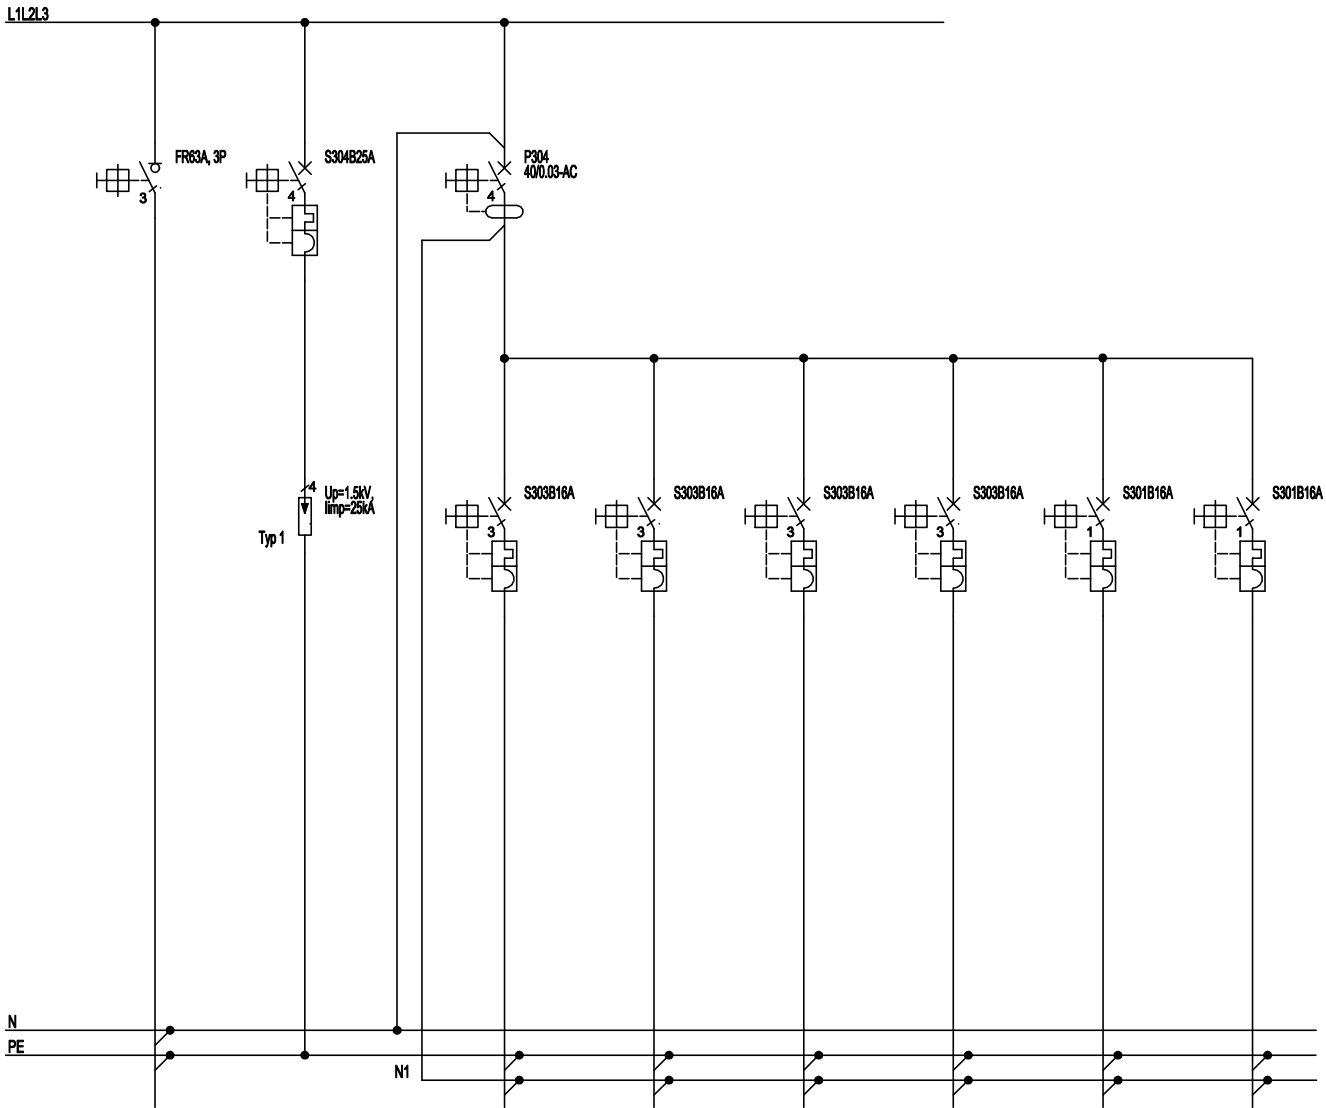 L1L2L3
FR63A, 3P
3
S304B25A
4
P304
40/0.03-AC
4
4
Up=1.5kV,
Iimp=25kA
Typ 1
S303B16A
3
S303B16A
3
S303B16A
3
S303B16A
3
S301B16A
1
S301B16A
1
N
PE
N1